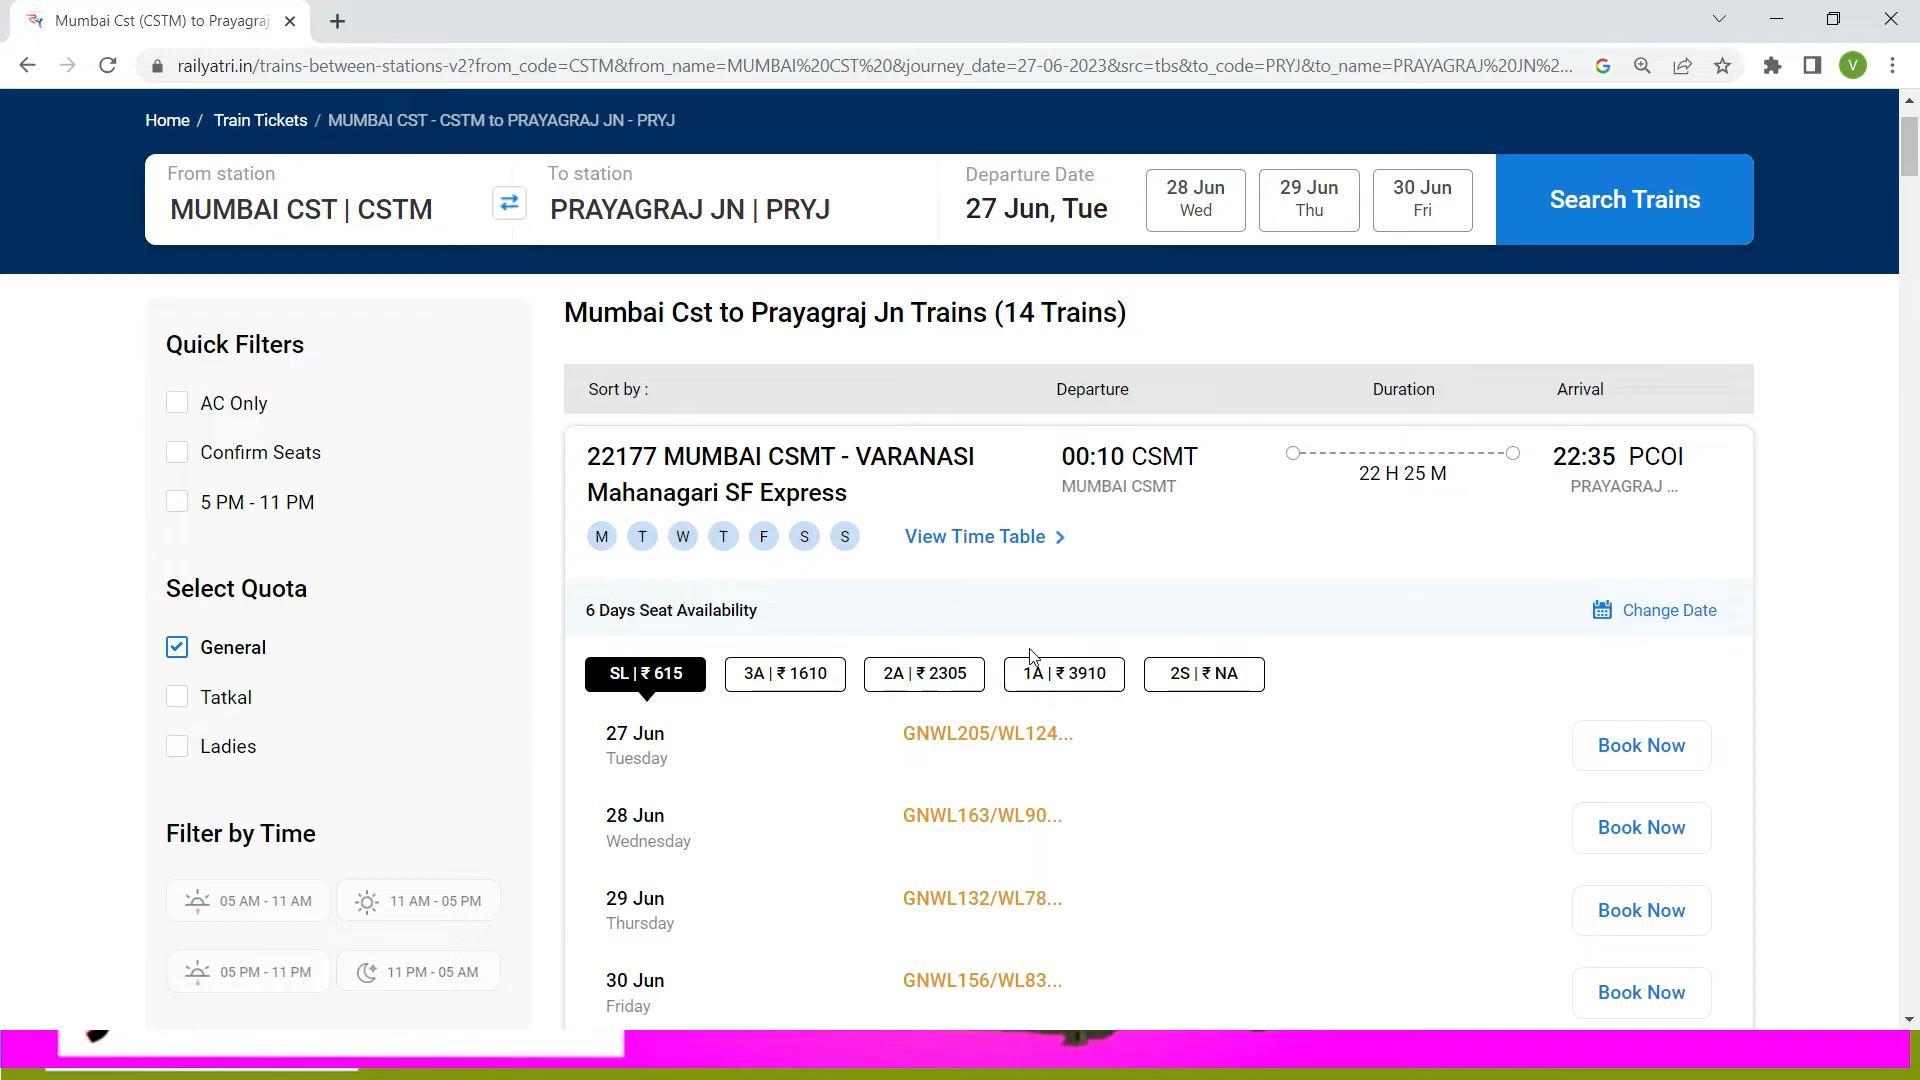 Mumbai Cst (CSTM) to Prayagraj
railyatri.in/trains-between-stations-v2?from_code=CSTM&from_name=MUMBAI%20CST%20&journey_date=27-06-2023&src=tbs&to_code=PRYJ&to_name=PRAYAGRAJ%20JN%2...
V
Home / Train Tickets / MUMBAI CST - CSTM to PRAYAGRAJ JN - PRYJ
From station
MUMBAI CST | CSTM
To station
PRAYAGRAJ JN | PRYJ
Departure Date
27 Jun, Tue
28 Jun
Wed
29 Jun
Thu
30 Jun
Fri
Search Trains
Quick Filters
AC Only
Confirm Seats
5 PM - 11 PM
Select Quota
General
Tatkal
Ladies
Filter by Time
05 AM - 11 AM
11 AM - 05 PM
05 PM - 11 PM
11 PM - 05 AM
Mumbai Cst to Prayagraj Jn Trains (14 Trains)
Sort by : Departure Duration Arrival
22177 MUMBAI CSMT - VARANASI
Mahanagari SF Express
00:10 CSMT
MUMBAI CSMT
22 H 25 M
22:35 PCOI
PRAYAGRAJ ...
M T W T F S S
View Time Table
6 Days Seat Availability
Change Date
SL | ₹ 615
3A | ₹ 1610
2A | ₹ 2305
1A | ₹ 3910
2S | ₹ NA
27 Jun
Tuesday
GNWL205/WL124...
Book Now
28 Jun
Wednesday
GNWL163/WL90...
Book Now
29 Jun
Thursday
GNWL132/WL78...
Book Now
30 Jun
Friday
GNWL156/WL83...
Book Now